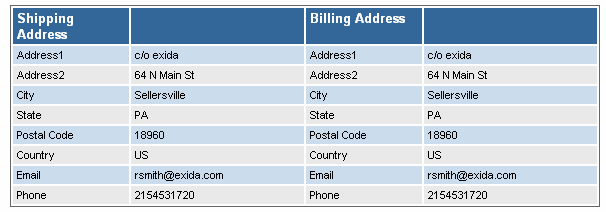 Shipping Address Billing Address
Address1 c/o exida Address1 c/o exida
Address2 64 N Main St Address2 64 N Main St
City Sellersville City Sellersville
State PA State PA
Postal Code 18960 Postal Code 18960
Country US Country US
Email rsmith@exida.com Email rsmith@exida.com
Phone 2154531720 Phone 2154531720